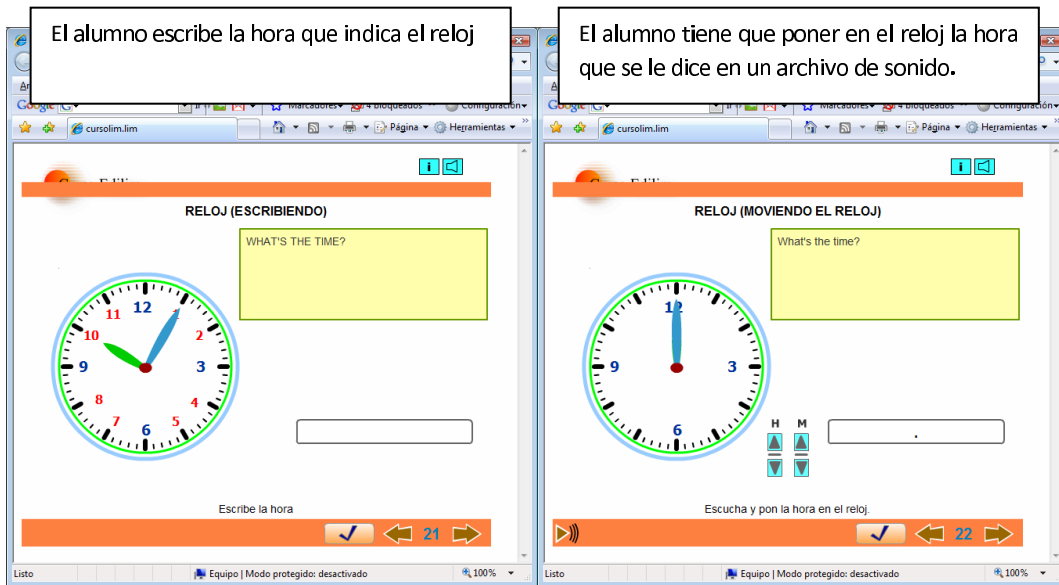 El alumno escribe la hora que indica el reloj
El alumno tiene que poner en el reloj la hora
que se le dice en un archivo de sonido.
cursolim.lim
Página
Herramientas
cursolim.lim
Página
Herramientas
RELOJ (ESCRIBIENDO)
WHAT'S THE TIME?
12
11
10
2
9
3
8
4
7
5
6
Escribe la hora
21
RELOJ (MOVIENDO EL RELOJ)
What's the time?
9
3
6
H M
.
Escucha y pon la hora en el reloj.
22
Listo
Equipo | Modo protegido: desactivado
100%
Listo
Equipo | Modo protegido: desactivado
100%